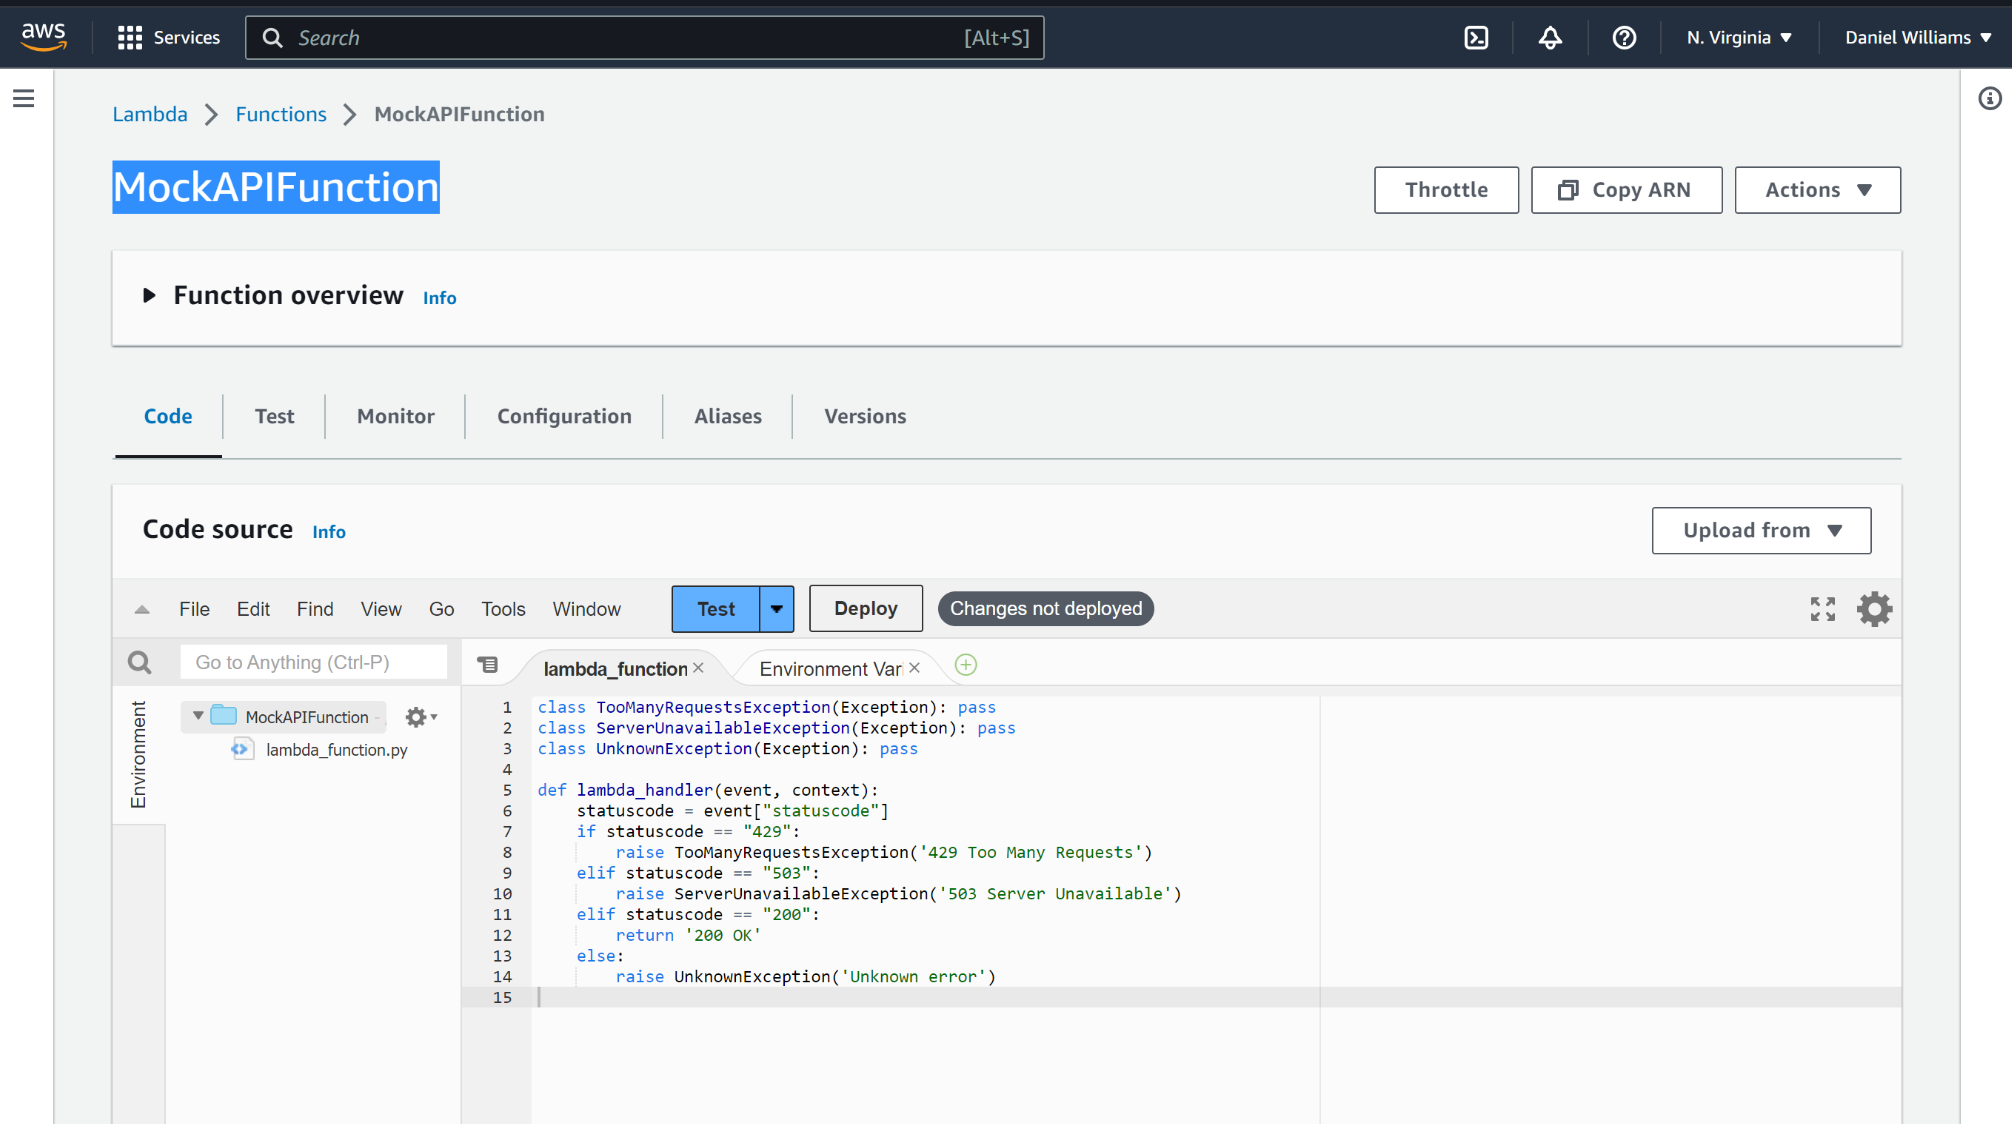 aws Services Search [Alt+S] N. Virginia Daniel Williams
Lambda Functions MockAPIFunction
MockAPIFunction
Throttle Copy ARN Actions
Function overview Info
Code Test Monitor Configuration Aliases Versions
Code source Info
Upload from
File Edit Find View Go Tools Window Test Deploy Changes not deployed
Go to Anything (Ctrl-P)
lambda_function Environment Var
Environment
MockAPIFunction -
lambda_function.py
1 class TooManyRequestsException(Exception): pass
2 class ServerUnavailableException(Exception): pass
3 class UnknownException(Exception): pass
4
5 def lambda_handler(event, context):
6     statuscode = event["statuscode"]
7     if statuscode == "429":
8         raise TooManyRequestsException('429 Too Many Requests')
9     elif statuscode == "503":
10         raise ServerUnavailableException('503 Server Unavailable')
11     elif statuscode == "200":
12         return '200 OK'
13     else:
14         raise UnknownException('Unknown error')
15